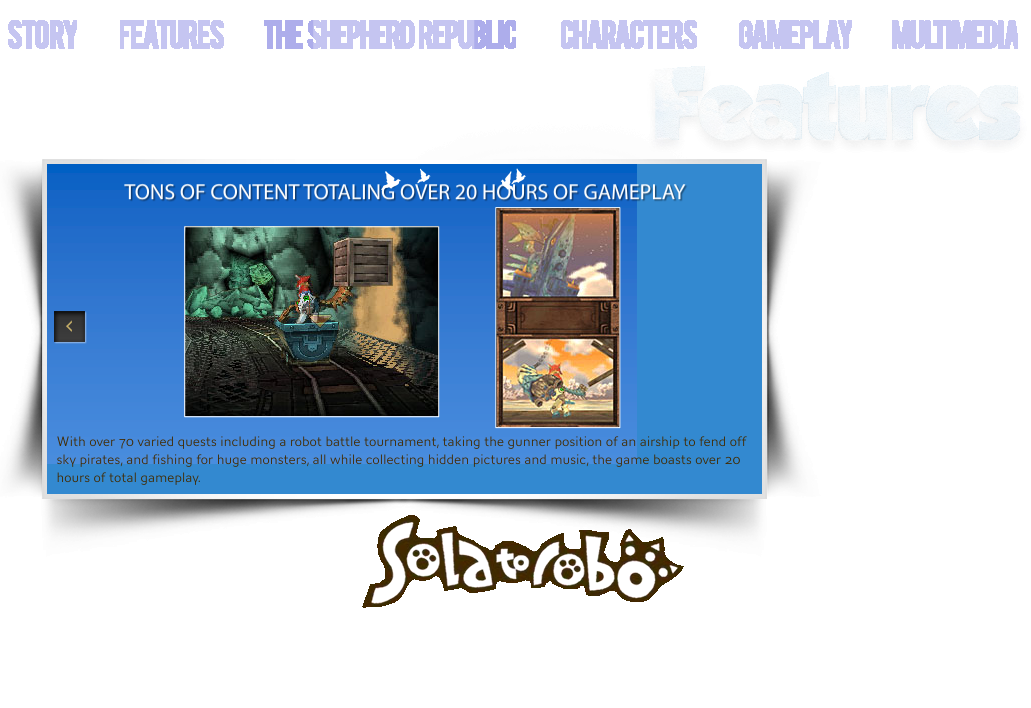 STORY FEATURES THE SHEPHERD REPUBLIC CHARACTERS GAMEPLAY MULTIMEDIA
Features
TONS OF CONTENT TOTALING OVER 20 HOURS OF GAMEPLAY
With over 70 varied quests including a robot battle tournament, taking the gunner position of an airship to fend off
sky pirates, and fishing for huge monsters, all while collecting hidden pictures and music, the game boasts over 20
hours of total gameplay.
Solatorobo